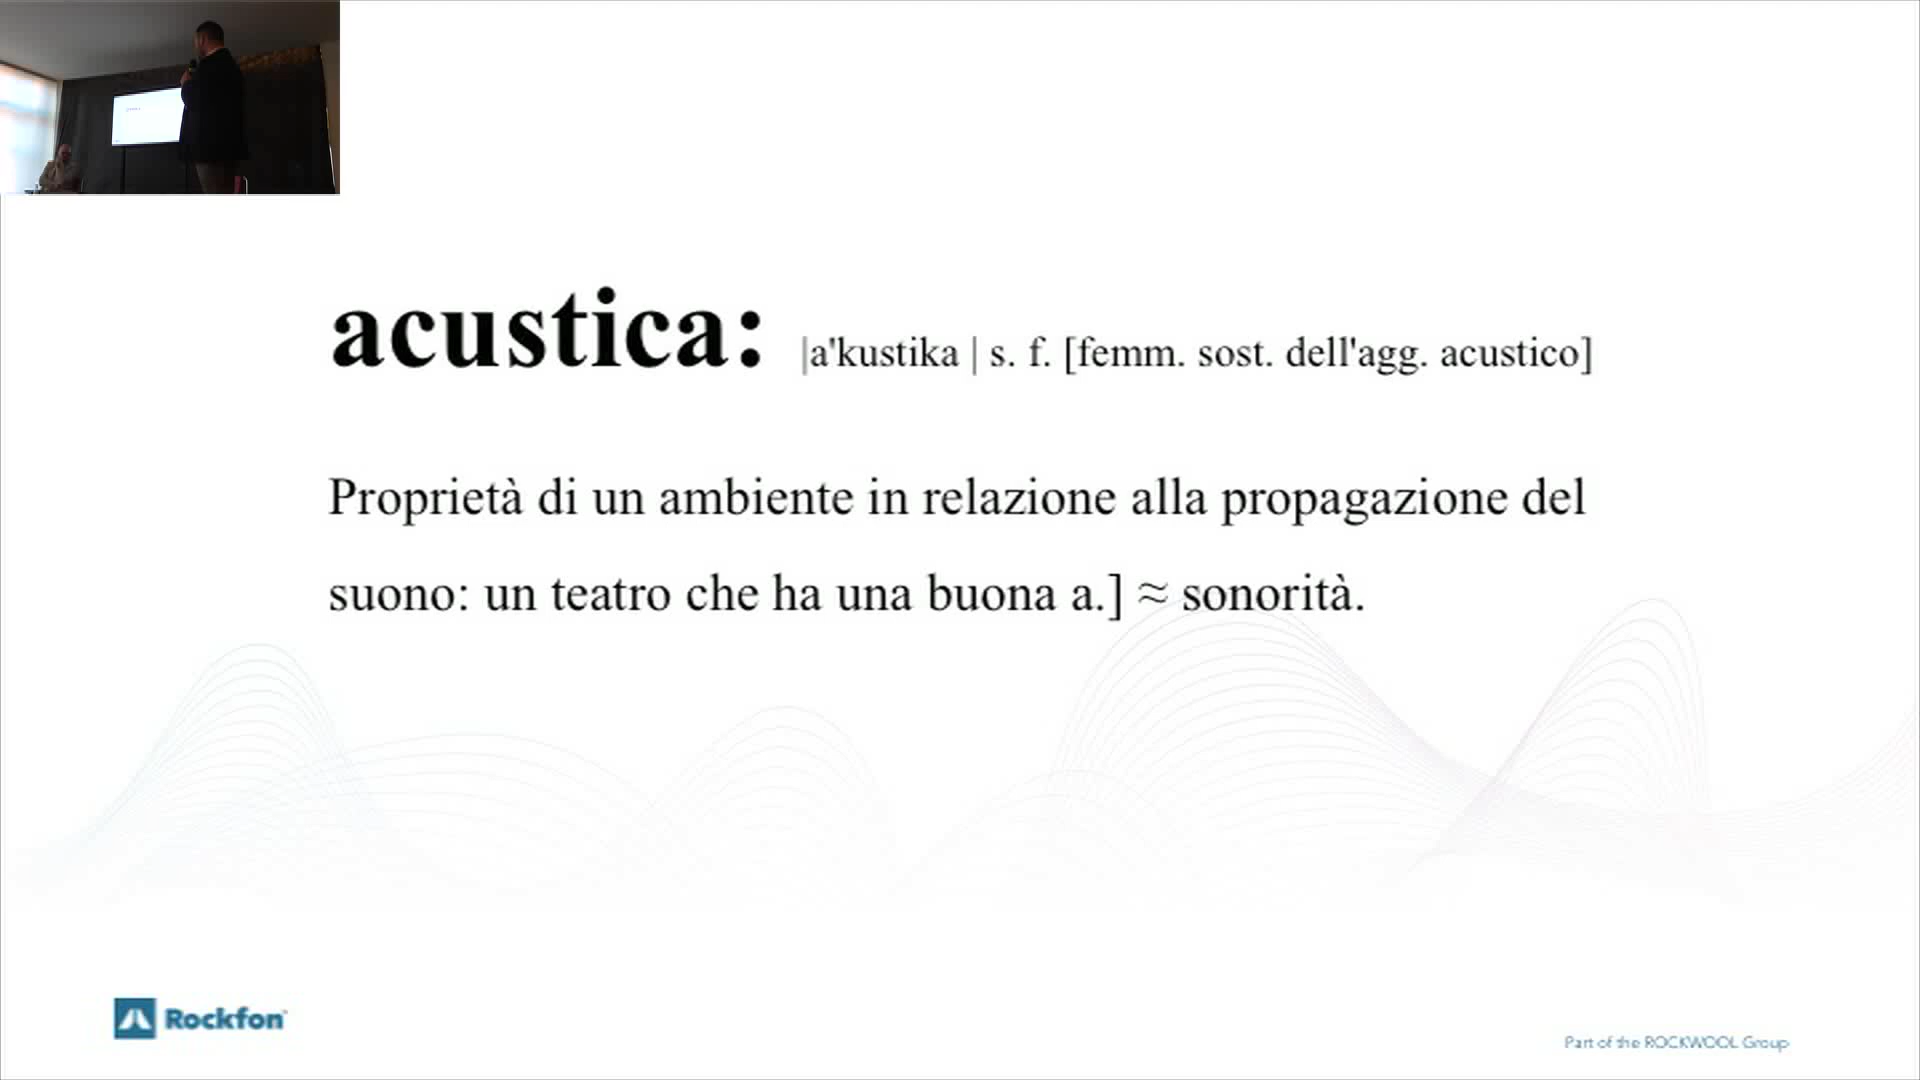 acustica: |a'kustika | s. f. [femm. sost. dell'agg. acustico]
Proprietà di un ambiente in relazione alla propagazione del
suono: un teatro che ha una buona a.] ≈ sonorità.
Rockfon
Part of the ROCKWOOL Group